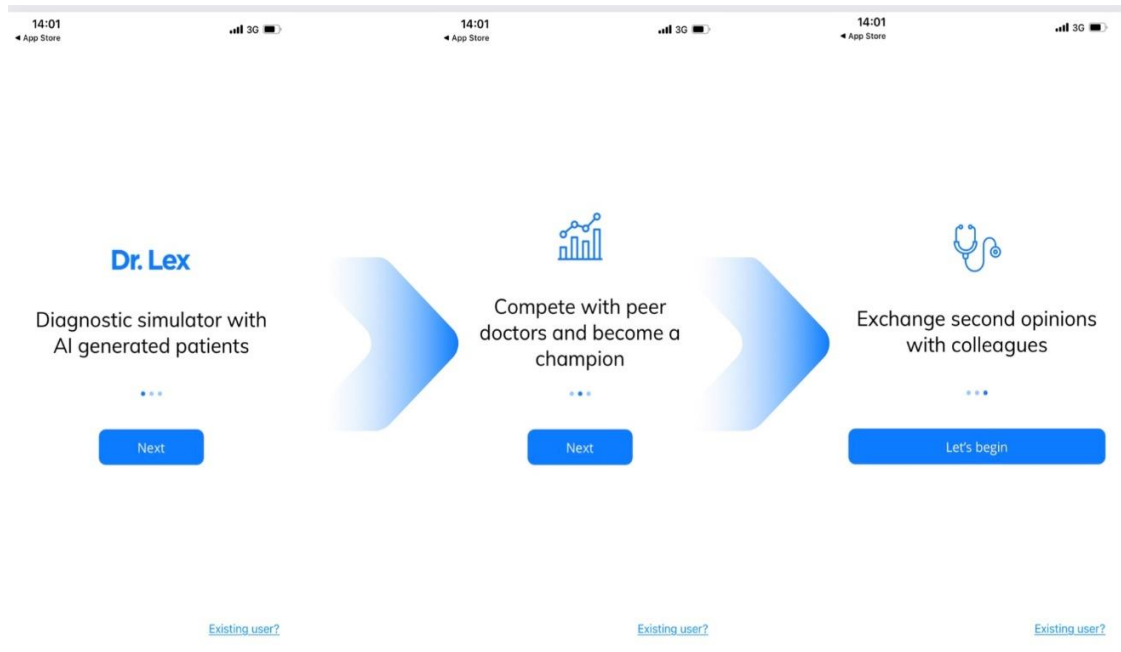 14:01
◀ App Store
3G
Dr. Lex
Diagnostic simulator with
AI generated patients
Next
Existing user?
14:01
◀ App Store
3G
Compete with peer
doctors and become a
champion
Next
Existing user?
14:01
◀ App Store
3G
Exchange second opinions
with colleagues
Let's begin
Existing user?